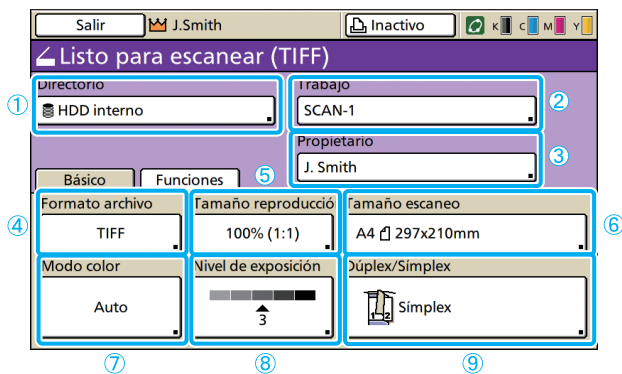 Salir J.Smith Inactivo K C M Y
Listo para escanear (TIFF)
Directorio Trabajo
① HDD interno SCAN-1 ②
Propietario
J. Smith ③
Básico Funciones ⑤
Formato archivo Tamaño reproducció Tamaño escaneo
④ TIFF 100% (1:1) A4 297x210mm ⑥
Modo color Nivel de exposición Dúplex/Símplex
Auto 3 1 2 Símplex
⑦ ⑧ ⑨